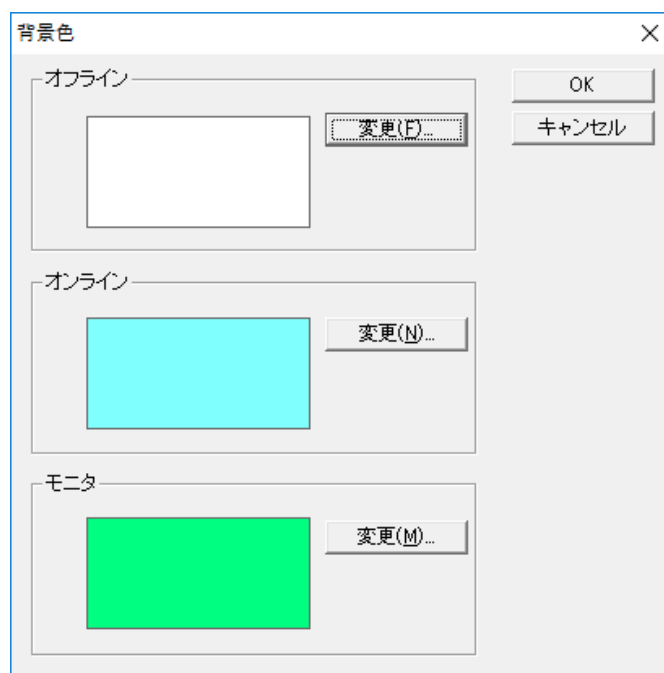 背景色
オフライン
変更(F)...
OK
キャンセル
オンライン
変更(N)...
モニタ
変更(M)...